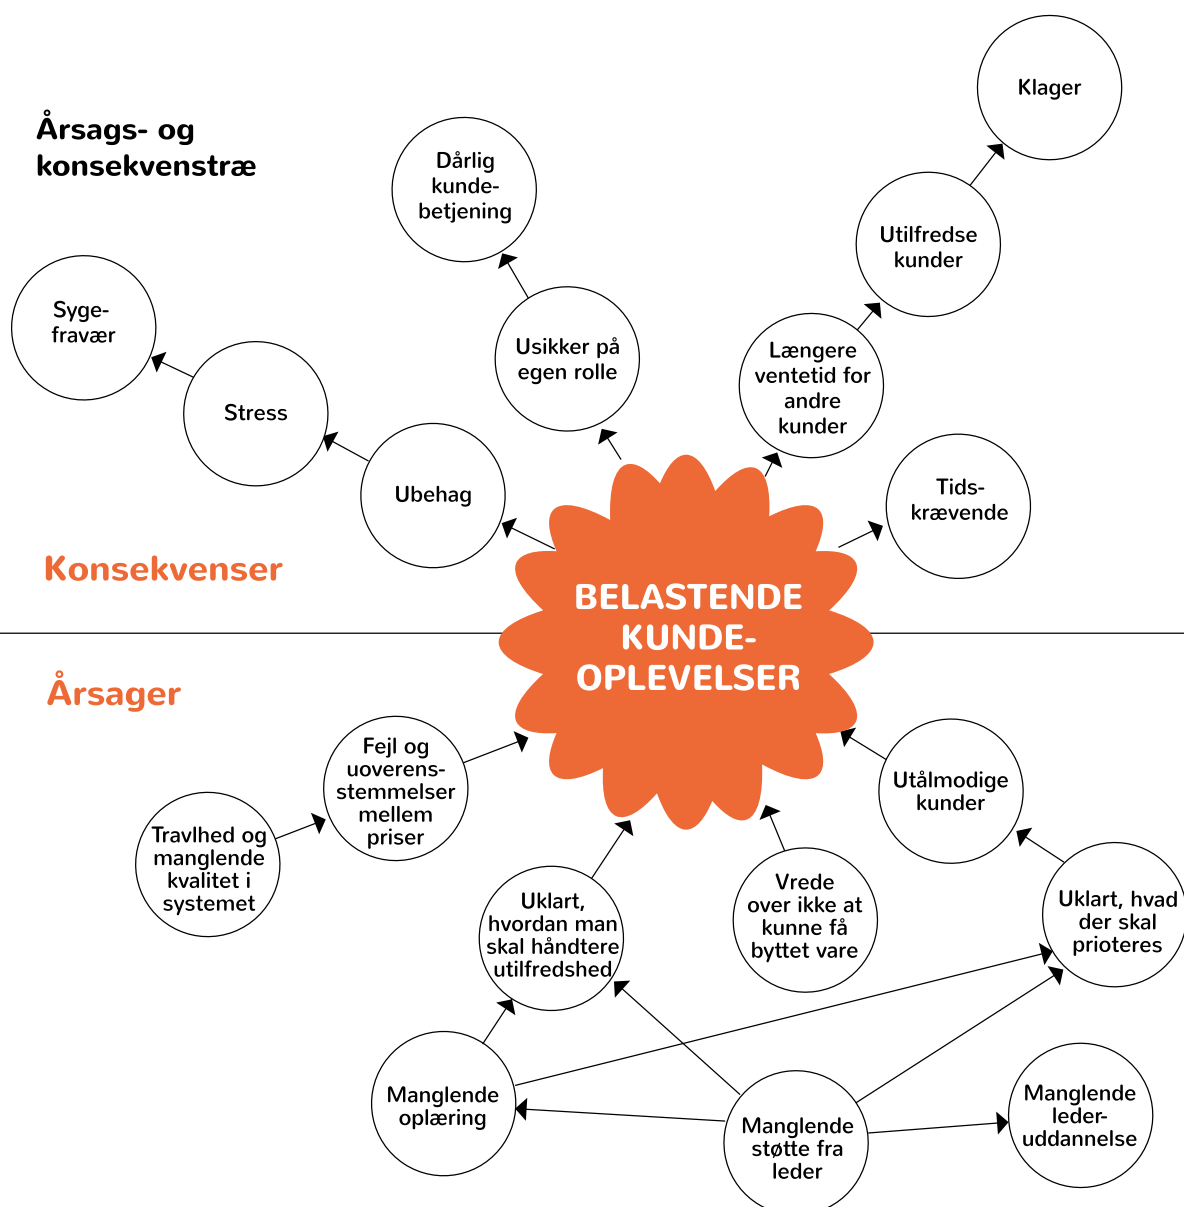 Årsags- og
konsekvenstræ
Klager
Dårlig
kunde-
betjening
Utilfredse
kunder
Syge-
fravær
Usikker på
egen rolle
Længere
ventetid for
andre
kunder
Stress
Ubehag
Tids-
krævende
Konsekvenser
BELASTENDE
KUNDE-
OPLEVELSER
Årsager
Fejl og
uoverens-
stemmelser
mellem
priser
Utålmodige
kunder
Travlhed og
manglende
kvalitet i
systemet
Uklart,
hvordan man
skal håndtere
utilfredshed
Vrede
over ikke at
kunne få
byttet vare
Uklart, hvad
der skal
prioteres
Manglende
oplæring
Manglende
støtte fra
leder
Manglende
leder-
uddannelse